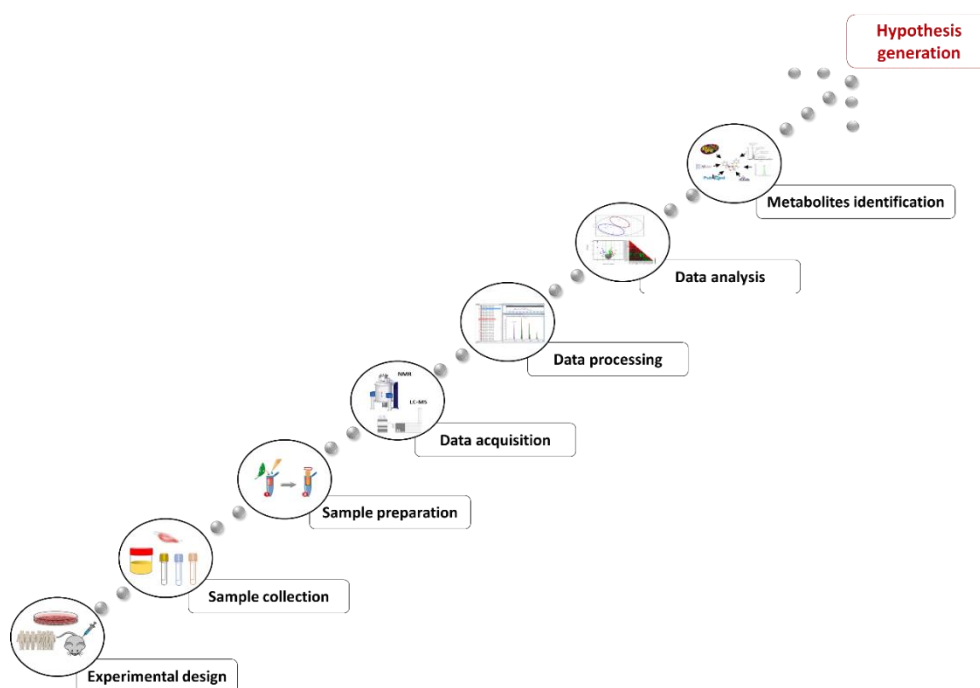 Hypothesis
generation
Metabolites identification
Data analysis
Data processing
NMR
LC-MS
Data acquisition
Sample preparation
Sample collection
Experimental design